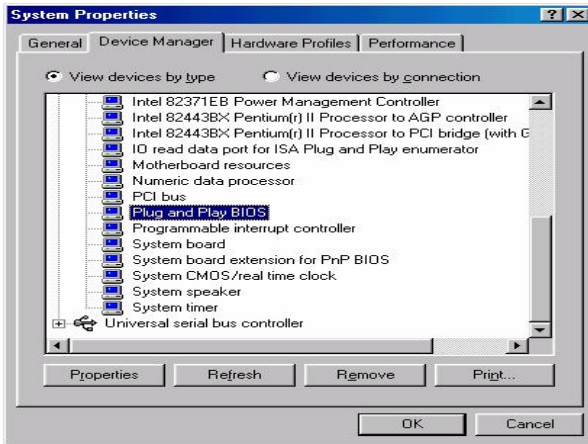 System Properties
General Device Manager Hardware Profiles Performance
View devices by type View devices by connection
Intel 82371EB Power Management Controller
Intel 82443BX Pentium(r) II Processor to AGP controller
Intel 82443BX Pentium(r) II Processor to PCI bridge (with G
IO read data port for ISA Plug and Play enumerator
Motherboard resources
Numeric data processor
PCI bus
Plug and Play BIOS
Programmable interrupt controller
System board
System board extension for PnP BIOS
System CMOS/real time clock
System speaker
System timer
Universal serial bus controller
Properties Refresh Remove Print...
OK Cancel